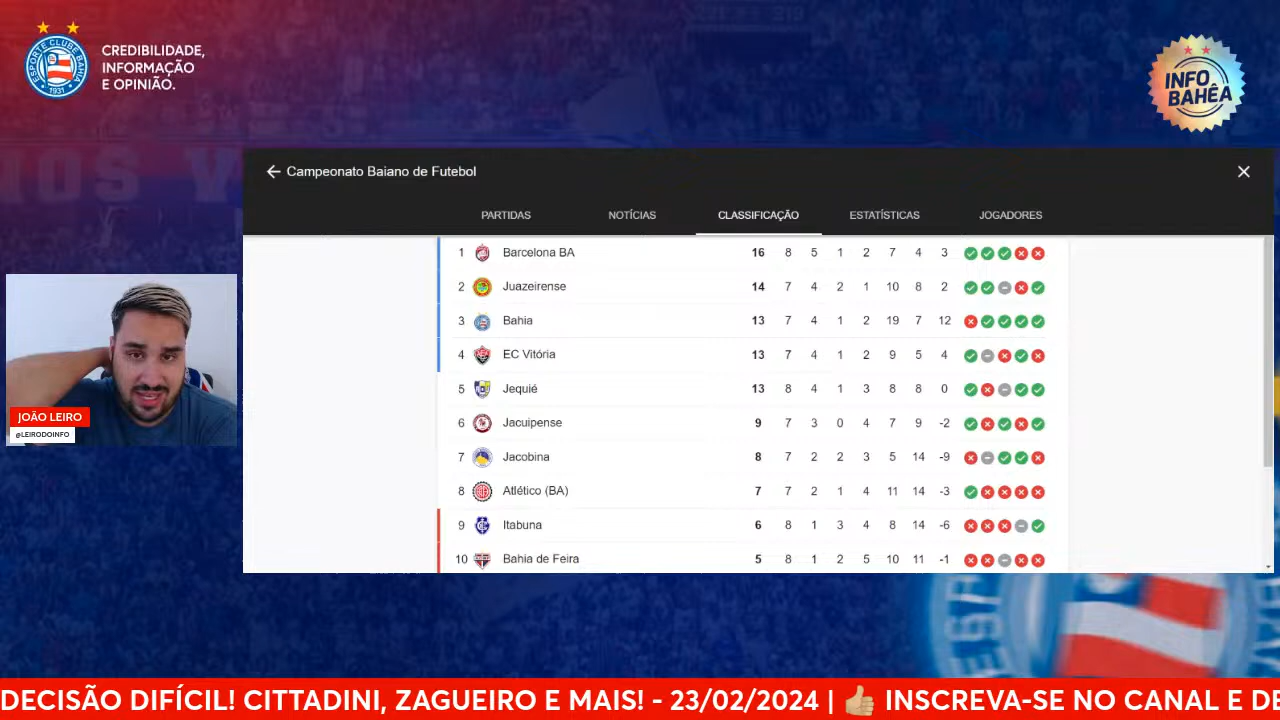 ESPORTE CLUBE BAHIA
1931
CREDIBILIDADE,
INFORMAÇÃO
E OPINIÃO.
INFO
BAHÊA
Campeonato Baiano de Futebol
PARTIDAS NOTÍCIAS CLASSIFICAÇÃO ESTATÍSTICAS JOGADORES
1 Barcelona BA 16 8 5 1 2 7 4 3
2 Juazeirense 14 7 4 2 1 10 8 2
3 Bahia 13 7 4 1 2 19 7 12
4 EC Vitória 13 7 4 1 2 9 5 4
5 Jequié 13 8 4 1 3 8 8 0
6 Jacuipense 9 7 3 0 4 7 9 -2
7 Jacobina 8 7 2 2 3 5 14 -9
8 Atlético (BA) 7 7 2 1 4 11 14 -3
9 Itabuna 6 8 1 3 4 8 14 -6
10 Bahia de Feira 5 8 1 2 5 10 11 -1
JOÃO LEIRO
@LEIRODOINFO
DECISÃO DIFÍCIL! CITTADINI, ZAGUEIRO E MAIS! - 23/02/2024 | 👍🏼 INSCREVA-SE NO CANAL E DE